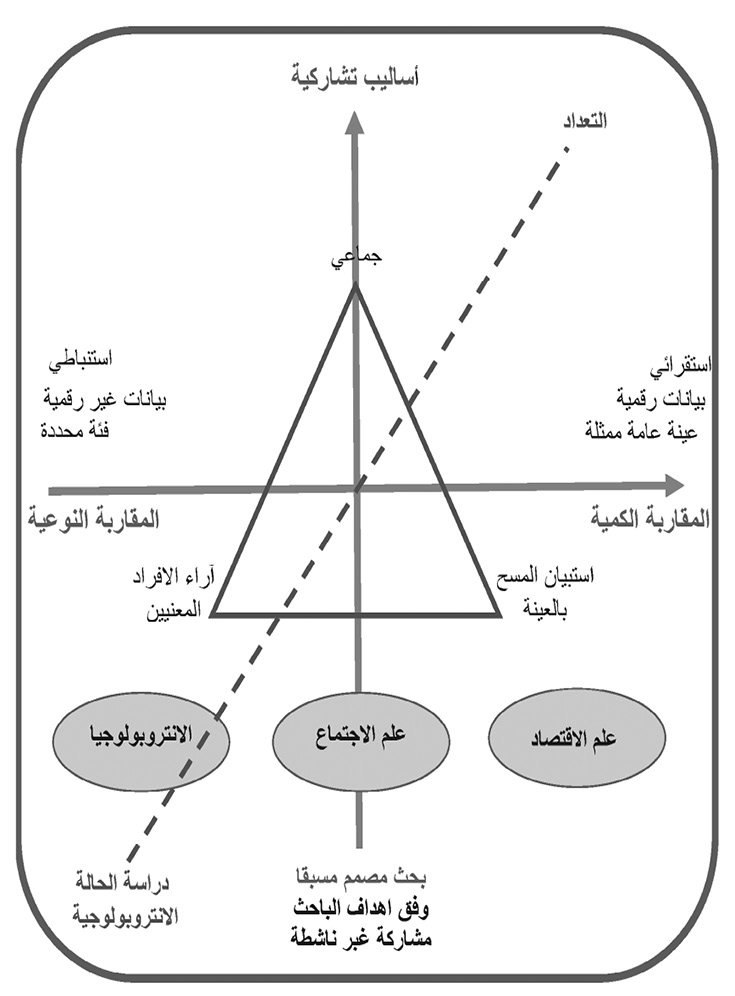 أساليب تشاركية
التعداد
جماعي
استقرائي
بيانات رقمية
عينة عامة ممثلة
استنباطي
بيانات غير رقمية
فئة محددة
المقاربة الكمية
المقاربة النوعية
استبيان المسح
بالعينة
آراء الافراد
المعنيين
علم الاقتصاد
علم الاجتماع
الانتروبولوجيا
بحث مصمم مسبقا
وفق اهداف الباحث
مشاركة غبر ناشطة
دراسة الحالة
الانتروبولوجية